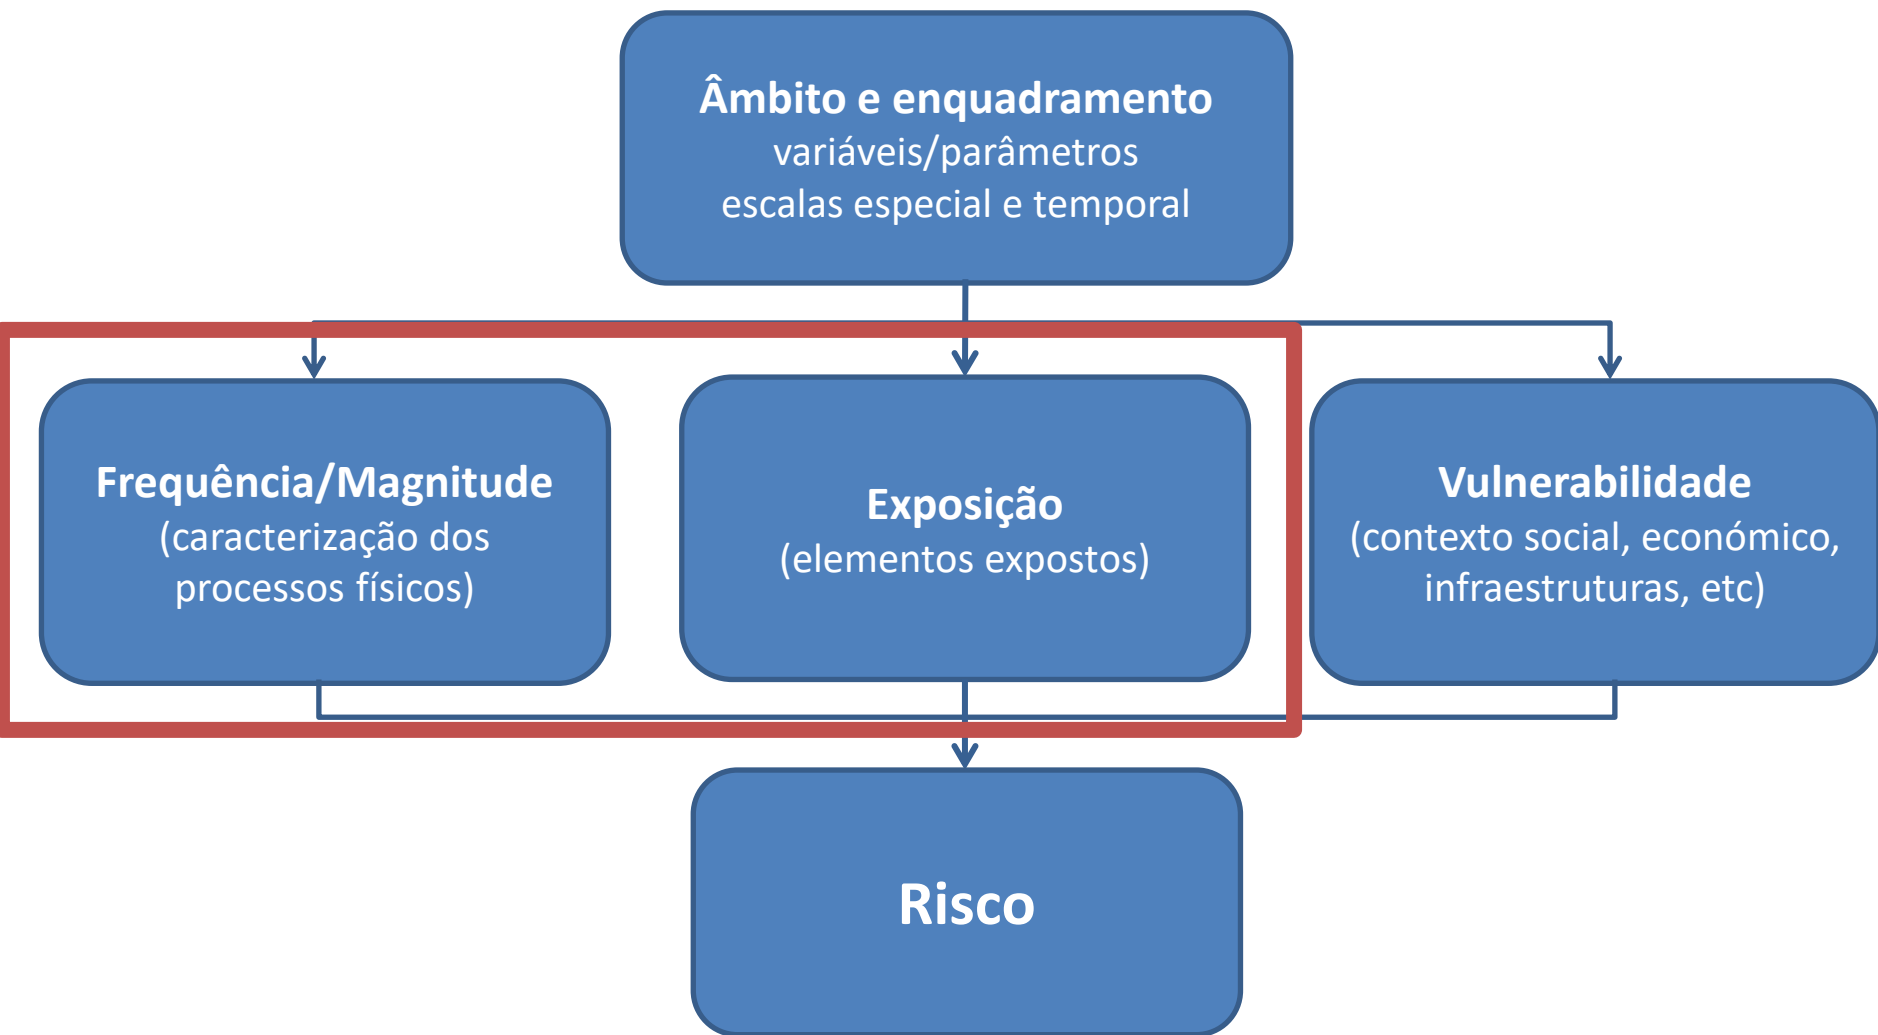 Âmbito e enquadramento
variáveis/parâmetros
escalas especial e temporal
Frequência/Magnitude
(caracterização dos
processos físicos)
Exposição
(elementos expostos)
Vulnerabilidade
(contexto social, económico,
infraestruturas, etc)
Risco